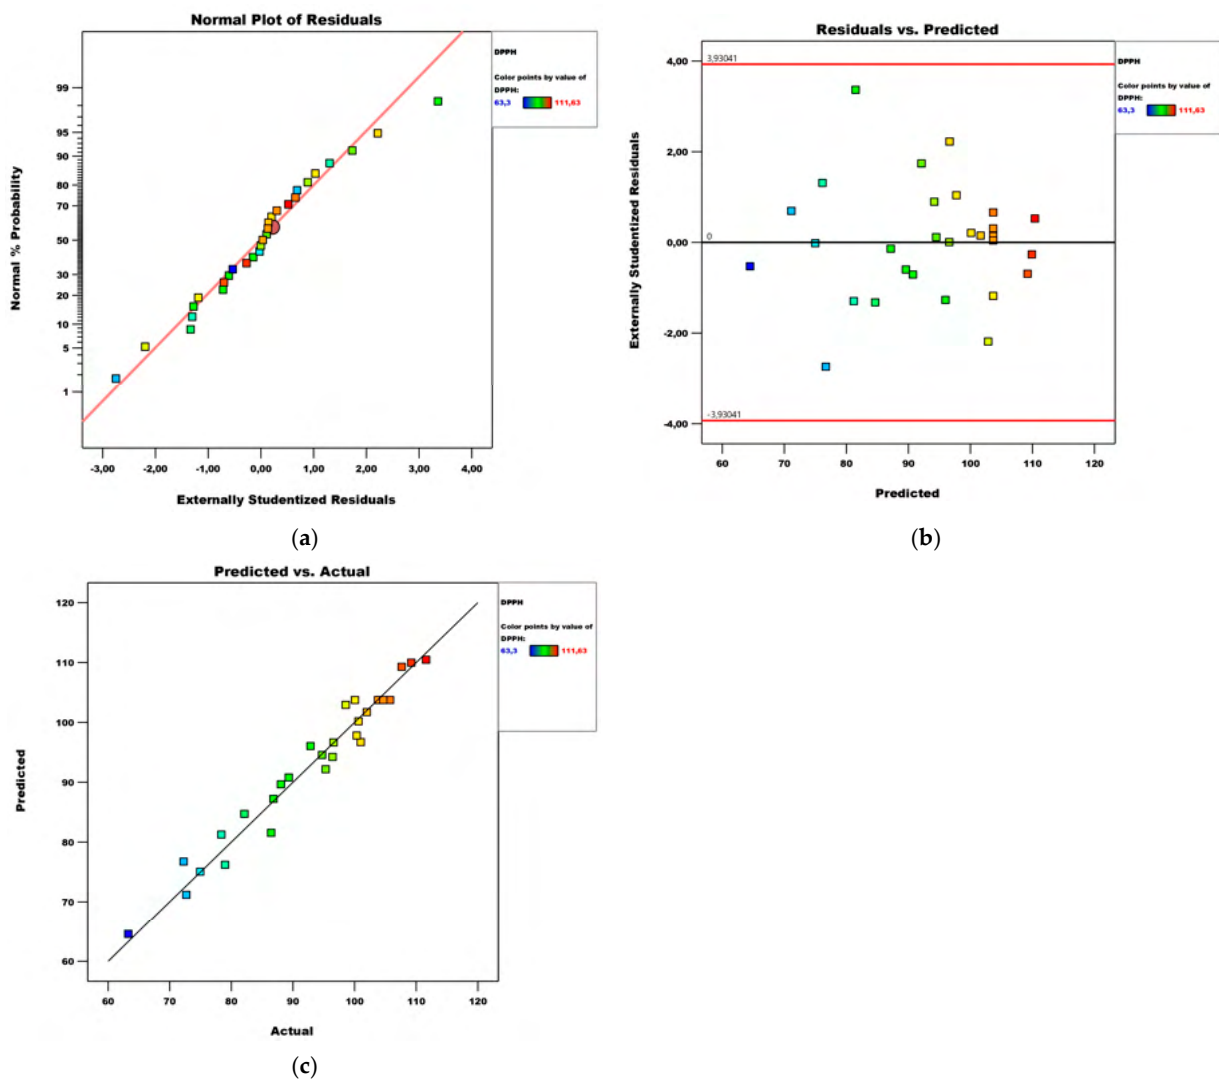 Normal Plot of Residuals
DPPH
Color points by value of
DPPH:
63,3 111,63
Normal % Probability
99
95
90
80
70
50
30
20
10
5
1
-3,00 -2,00 -1,00 0,00 1,00 2,00 3,00 4,00
Externally Studentized Residuals
(a)
Residuals vs. Predicted
DPPH
Color points by value of
DPPH:
63,3 111,63
Externally Studentized Residuals
4,00
2,00
0,00
-2,00
-4,00
3,93041
0
-3,93041
60 70 80 90 100 110 120
Predicted
(b)
Predicted vs. Actual
DPPH
Color points by value of
DPPH:
63,3 111,63
Predicted
120
110
100
90
80
70
60
60 70 80 90 100 110 120
Actual
(c)